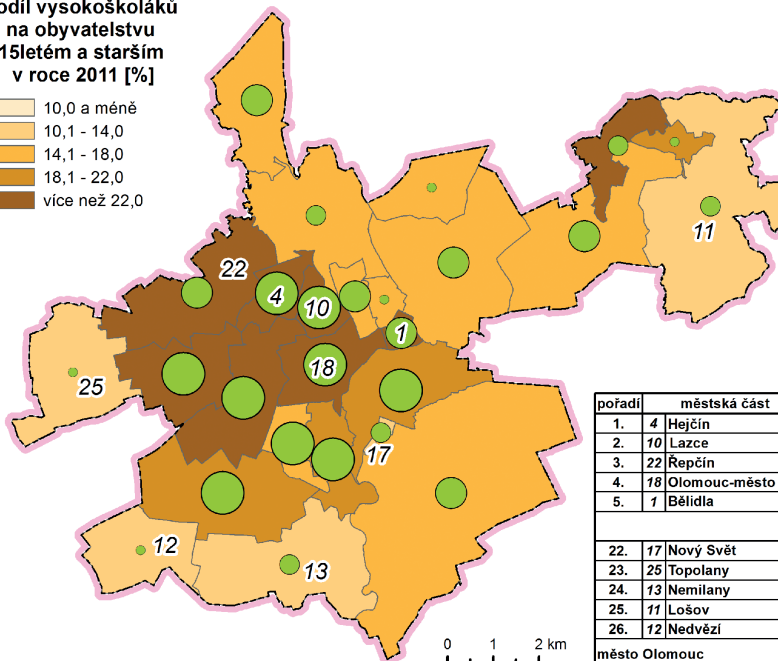 odíl vysokoškoláků
na obyvatelstvu
15letém a starším
v roce 2011 [%]
10,0 a méně
10,1 - 14,0
14,1 - 18,0
18,1 - 22,0
více než 22,0
11
22
4
10
1
18
25
17
12
13
0 1 2 km
pořadí městská část
1. 4 Hejčín
2. 10 Lazce
3. 22 Řepčín
4. 18 Olomouc-město
5. 1 Bělidla
22. 17 Nový Svět
23. 25 Topolany
24. 13 Nemilany
25. 11 Lošov
26. 12 Nedvězí
město Olomouc